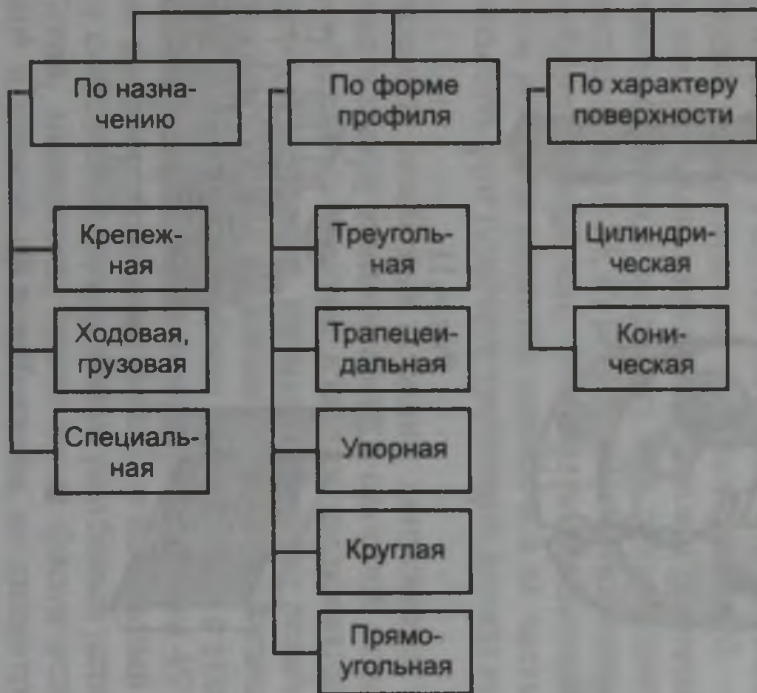 По назна-
чению
Крепеж-
ная
Ходовая,
грузовая
Специаль-
ная
По форме
профиля
Треуголь-
ная
Трапецеи-
дальная
Упорная
Круглая
Прямо-
угольная
По характеру
поверхности
Цилиндри-
ческая
Кони-
ческая